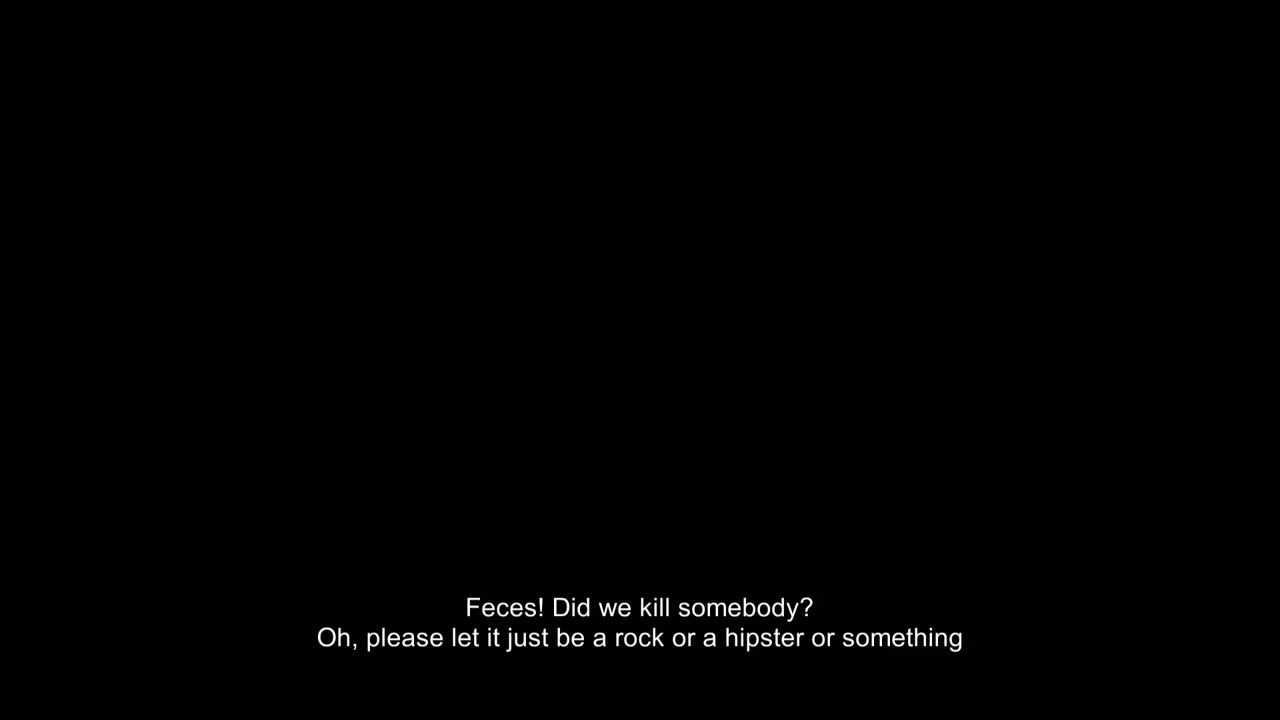 Feces! Did we kill somebody?
Oh, please let it just be a rock or a hipster or something